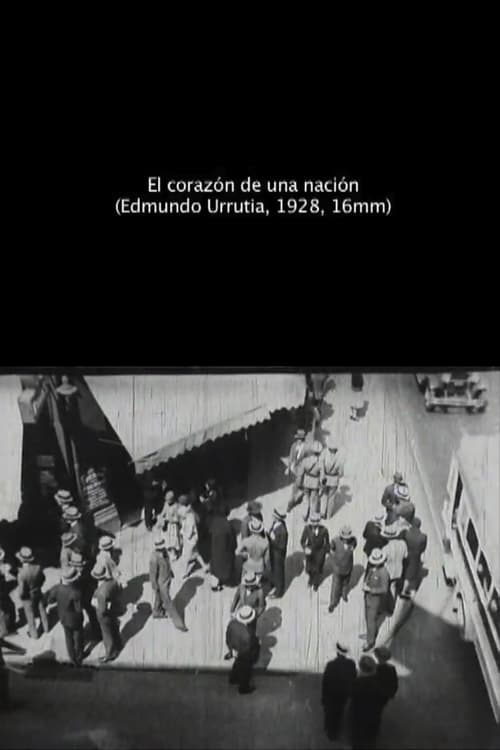 El corazón de una nación
(Edmundo Urrutia, 1928, 16mm)